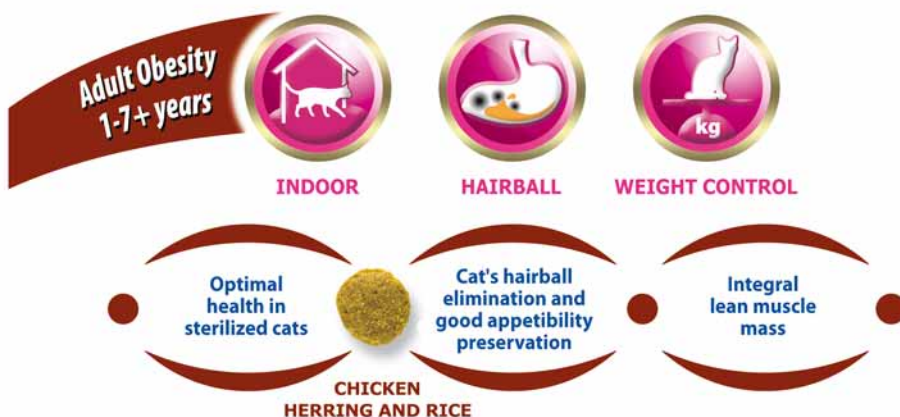 Adult Obesity
1-7+ years
INDOOR
HAIRBALL
WEIGHT CONTROL
kg
Optimal
health in
sterilized cats
Cat's hairball
elimination and
good appetibility
preservation
Integral
lean muscle
mass
CHICKEN
HERRING AND RICE